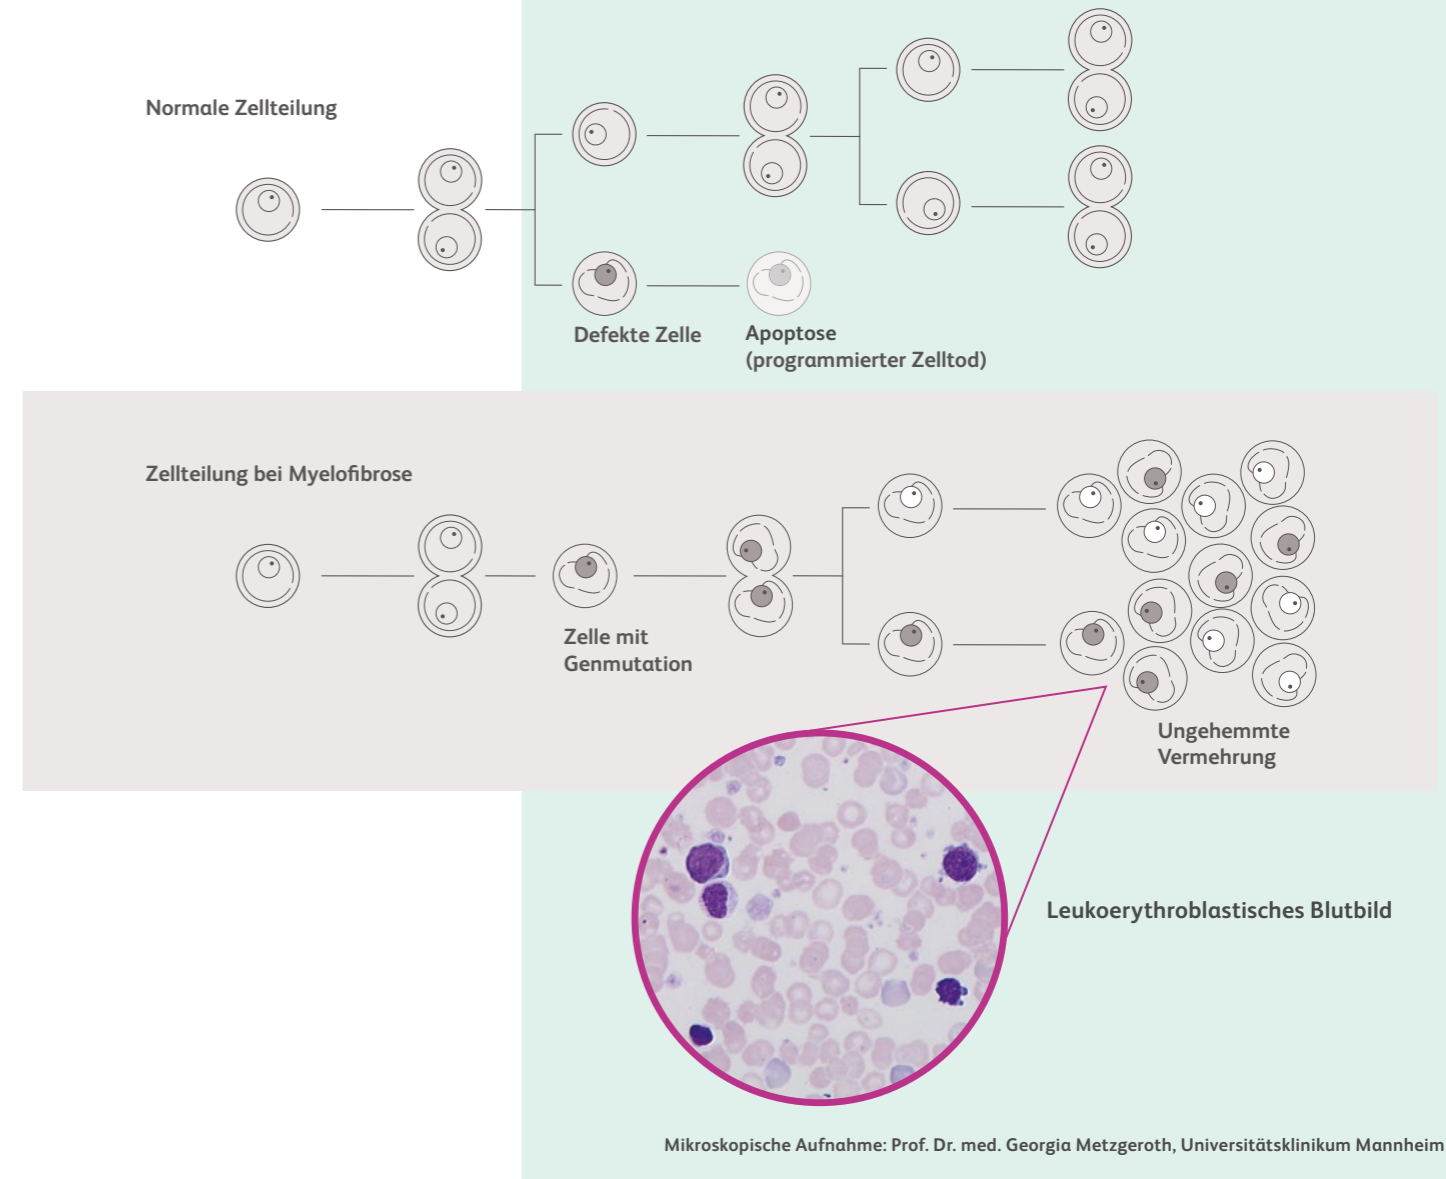 Normale Zellteilung
Defekte Zelle
Apoptose
(programmierter Zelltod)
Zellteilung bei Myelofibrose
Zelle mit
Genmutation
Ungehemmte
Vermehrung
Leukoerythroblastisches Blutbild
Mikroskopische Aufnahme: Prof. Dr. med. Georgia Metzgeroth, Universitätsklinikum Mannheim